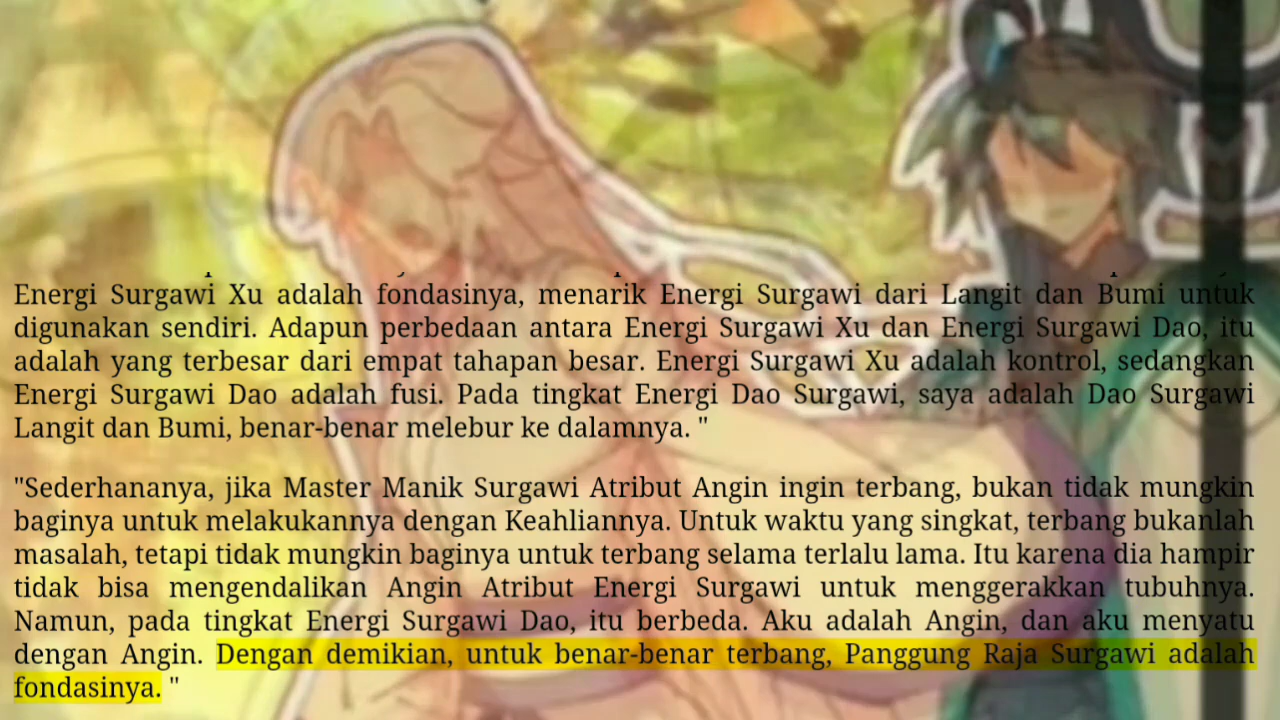 Energi Surgawi Xu adalah fondasinya, menarik Energi Surgawi dari Langit dan Bumi untuk
digunakan sendiri. Adapun perbedaan antara Energi Surgawi Xu dan Energi Surgawi Dao, itu
adalah yang terbesar dari empat tahapan besar. Energi Surgawi Xu adalah kontrol, sedangkan
Energi Surgawi Dao adalah fusi. Pada tingkat Energi Dao Surgawi, saya adalah Dao Surgawi
Langit dan Bumi, benar-benar melebur ke dalamnya. "
"Sederhananya, jika Master Manik Surgawi Atribut Angin ingin terbang, bukan tidak mungkin
baginya untuk melakukannya dengan Keahliannya. Untuk waktu yang singkat, terbang bukanlah
masalah, tetapi tidak mungkin baginya untuk terbang selama terlalu lama. Itu karena dia hampir
tidak bisa mengendalikan Angin Atribut Energi Surgawi untuk menggerakkan tubuhnya.
Namun, pada tingkat Energi Surgawi Dao, itu berbeda. Aku adalah Angin, dan aku menyatu
dengan Angin. Dengan demikian, untuk benar-benar terbang, Panggung Raja Surgawi adalah
fondasinya. "